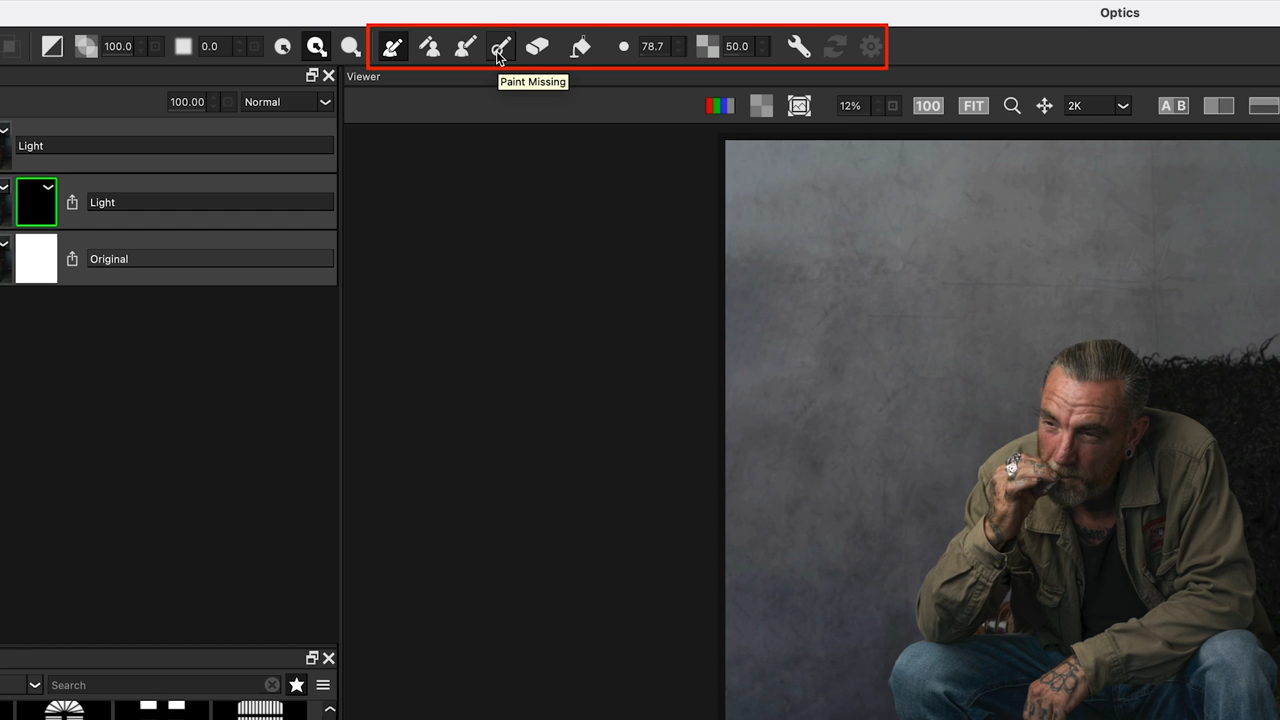 Optics
100.0 0.0 78.7 50.0
Paint Missing
Viewer
100.00 Normal
12% 100 FIT 2K A B
Light
Light
Original
Search